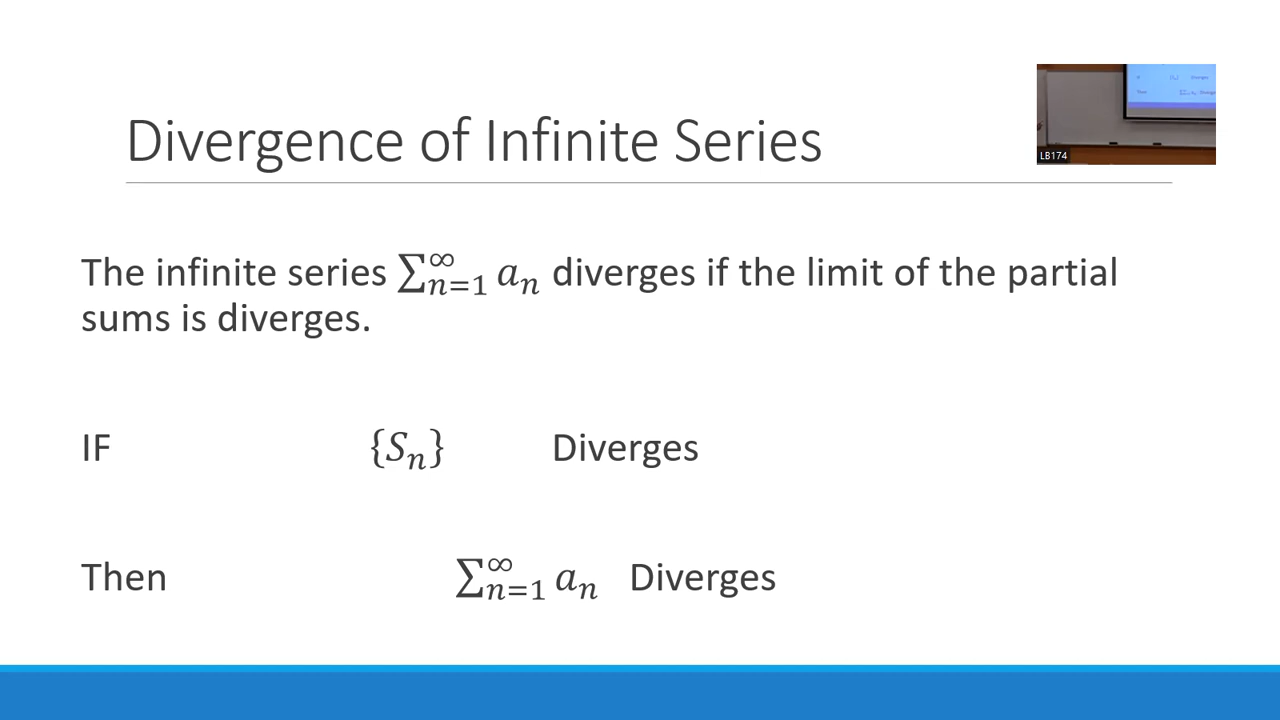 Divergence of Infinite Series
LB174
The infinite series ∑_{n=1}^{∞} a_n diverges if the limit of the partial
sums is diverges.
IF {S_n} Diverges
Then ∑_{n=1}^{∞} a_n Diverges